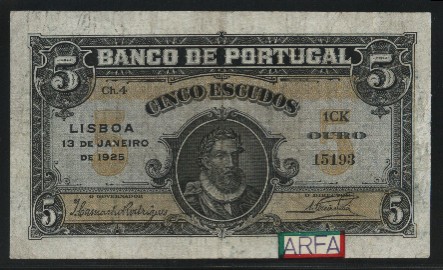 BANCO DE PORTUGAL
5
5
Ch.4
CINCO ESCUDOS
1CK
LISBOA
13 DE JANEIRO
DE 1925
OURO
15193
O GOVERNADOR
5
5
ARFA